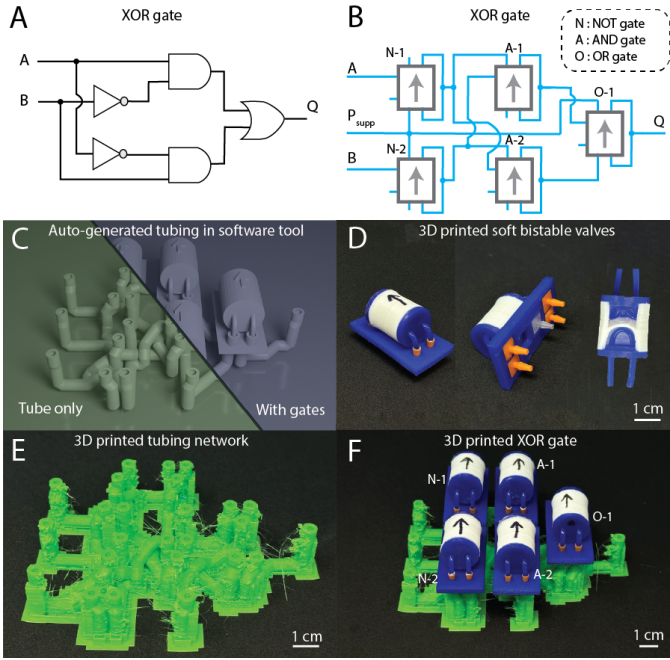 A
XOR gate
A
B
Q
B
XOR gate
N : NOT gate
A : AND gate
O : OR gate
N-1
A-1
A
O-1
P supp
Q
N-2
A-2
B
C
Auto-generated tubing in software tool
Tube only
With gates
D
3D printed soft bistable valves
1 cm
E
3D printed tubing network
1 cm
F
3D printed XOR gate
N-1
A-1
O-1
N-2
A-2
1 cm